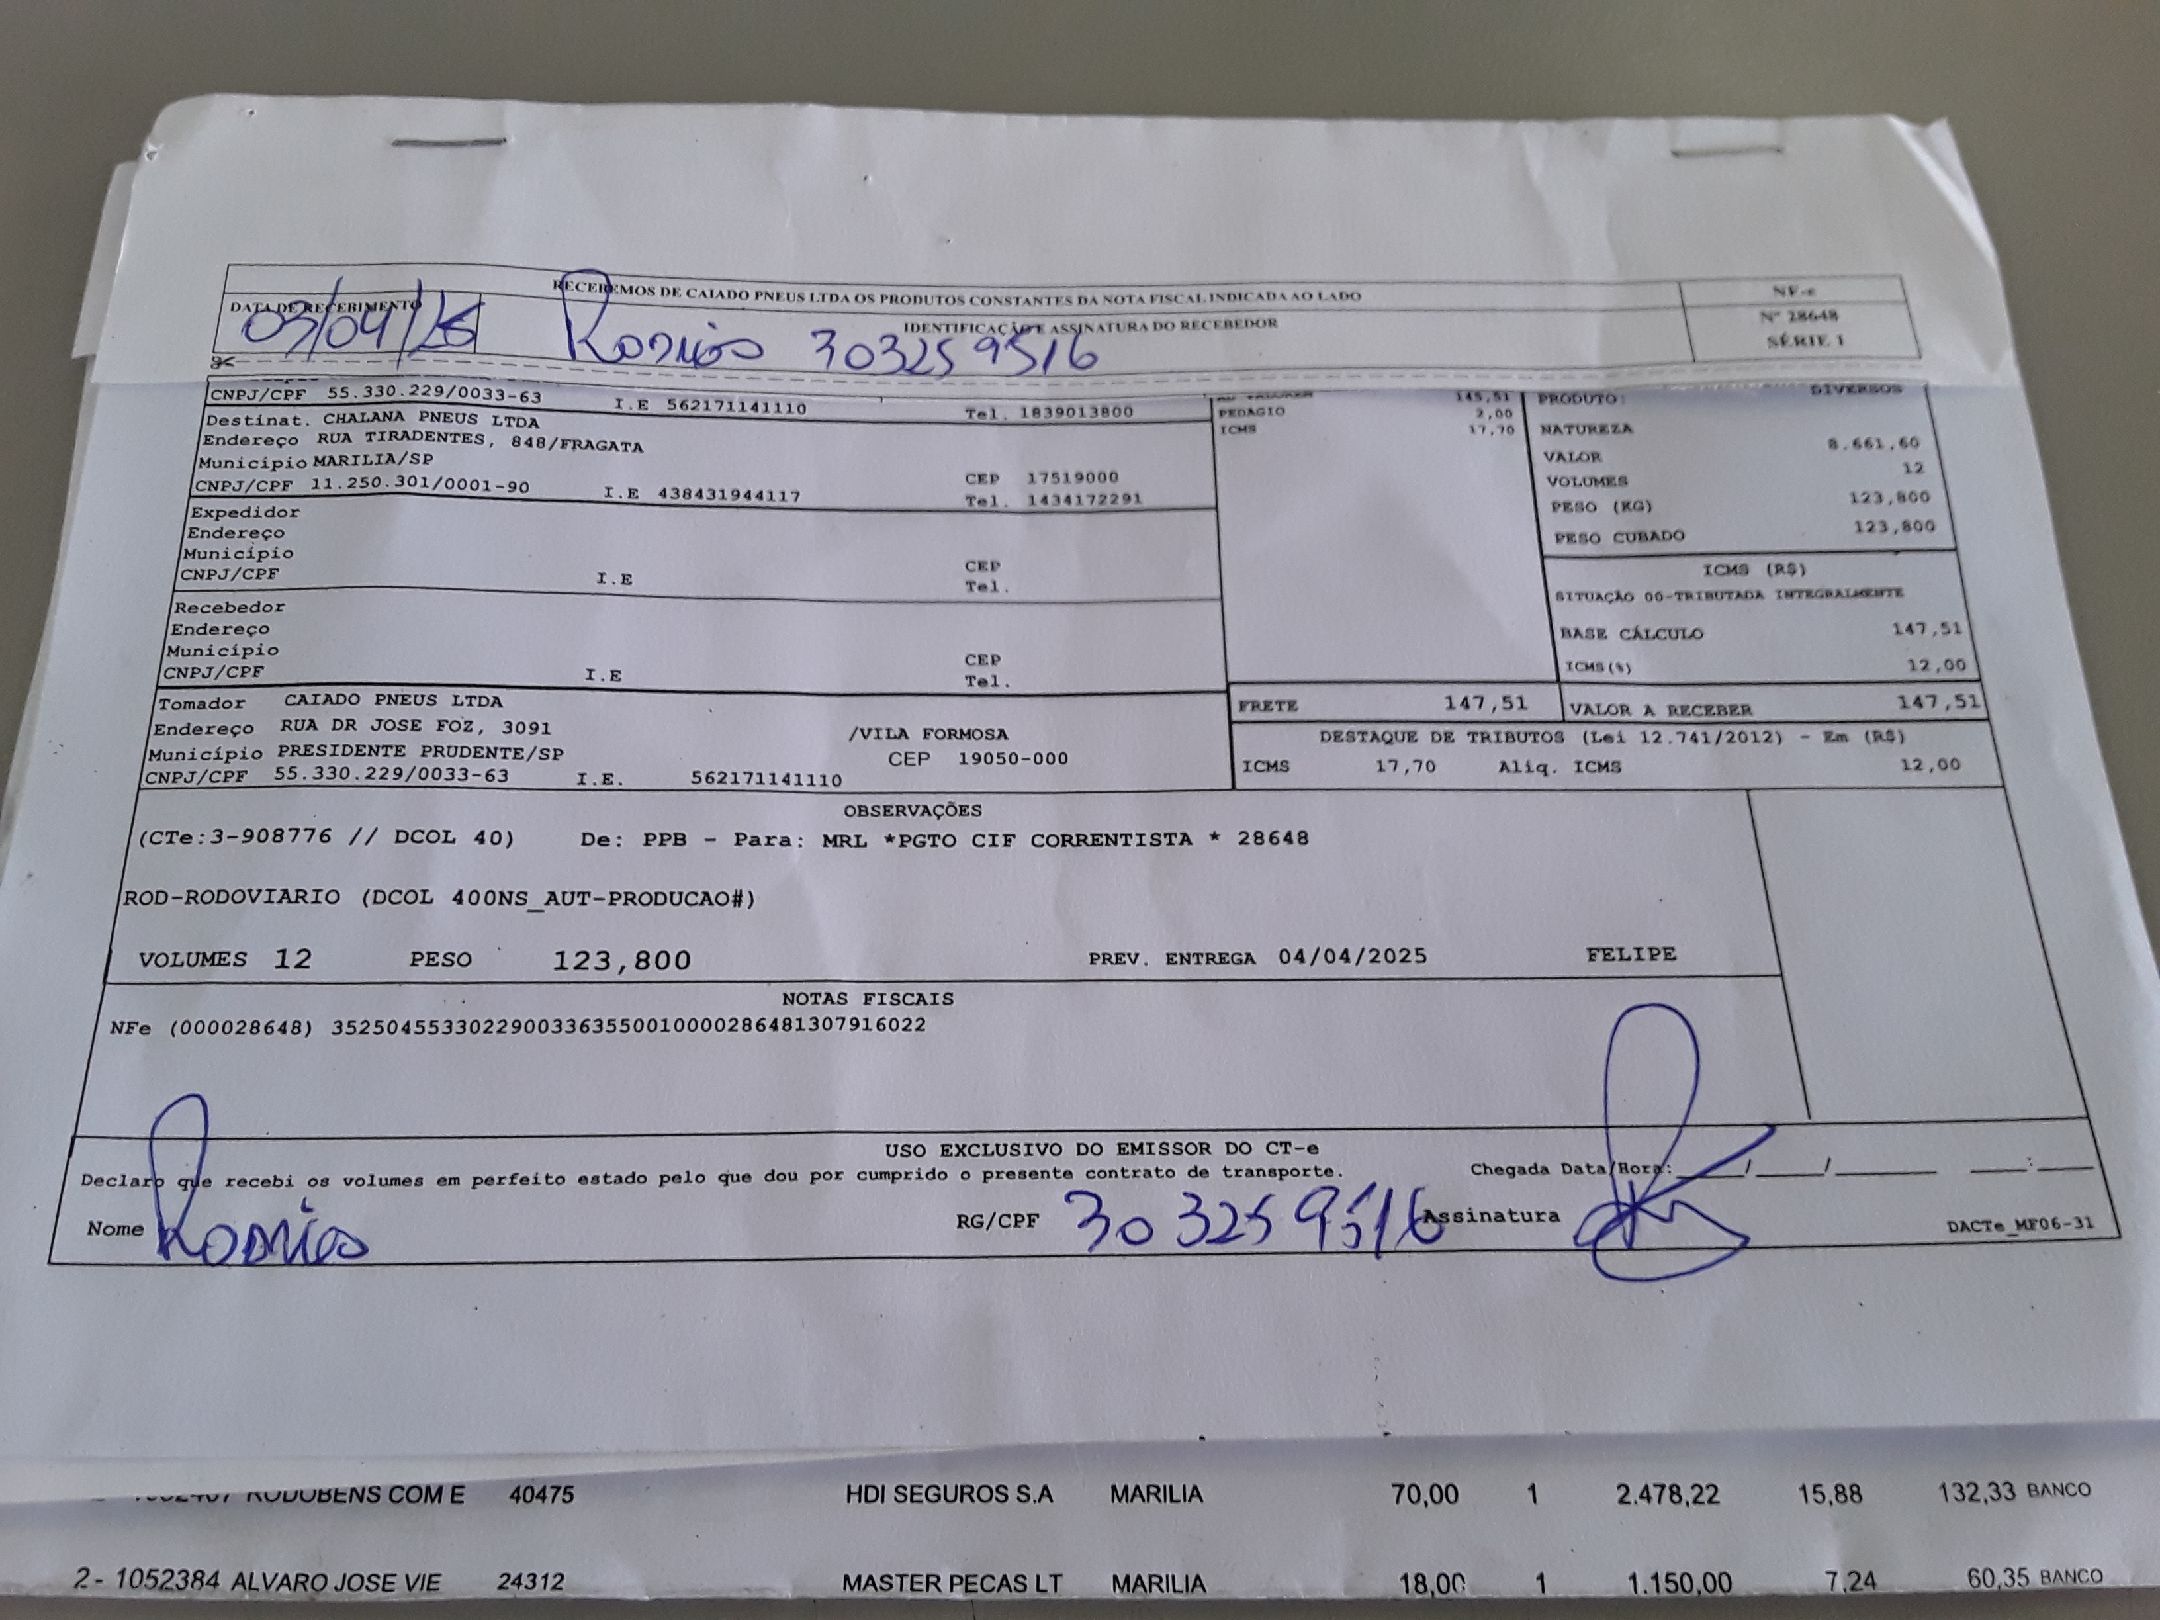 RECEBEMOS DE CAIADO PNEUS LTDA OS PRODUTOS CONSTANTES DA NOTA FISCAL INDICADA AO LADO
NF-e
DATA DE RECEBIMENTO
IDENTIFICAÇÃO E ASSINATURA DO RECEBEDOR
Nº 28648
SÉRIE 1
03/04/25 Rodrigo 303259516
CNPJ/CPF 55.330.229/0033-63 I.E 562171141110 Tel. 1839013800
Destinat. CHALANA PNEUS LTDA
Endereço RUA TIRADENTES, 848/FRAGATA
Município MARILIA/SP CEP 17519000
CNPJ/CPF 11.250.301/0001-90 I.E 438431944117 Tel. 1434172291
Expedidor
Endereço
Município CEP
CNPJ/CPF I.E Tel.
Recebedor
Endereço
Município CEP
CNPJ/CPF I.E Tel.
Tomador CAIADO PNEUS LTDA
Endereço RUA DR JOSE FOZ, 3091 /VILA FORMOSA
Município PRESIDENTE PRUDENTE/SP CEP 19050-000
CNPJ/CPF 55.330.229/0033-63 I.E. 562171141110
145,51
PEDAGIO 2,00
ICMS 17,70
PRODUTO: DIVERSOS
NATUREZA
VALOR 8.661,60
VOLUMES 12
PESO (KG) 123,800
PESO CUBADO 123,800
ICMS (R$)
SITUAÇÃO 00-TRIBUTADA INTEGRALMENTE
BASE CÁLCULO 147,51
ICMS(%) 12,00
FRETE 147,51 VALOR A RECEBER 147,51
DESTAQUE DE TRIBUTOS (Lei 12.741/2012) - Em (R$)
ICMS 17,70 Aliq. ICMS 12,00
OBSERVAÇÕES
(CTe:3-908776 // DCOL 40) De: PPB - Para: MRL *PGTO CIF CORRENTISTA * 28648
ROD-RODOVIARIO (DCOL 400NS_AUT-PRODUCAO#)
VOLUMES 12 PESO 123,800 PREV. ENTREGA 04/04/2025 FELIPE
NOTAS FISCAIS
NFe (000028648) 35250455330229003363550010000286481307916022
USO EXCLUSIVO DO EMISSOR DO CT-e
Declaro que recebi os volumes em perfeito estado pelo que dou por cumprido o presente contrato de transporte. Chegada Data/Hora: ____/____/______ ___:___
Nome Rodrigo RG/CPF 303259516 Assinatura
DACTe_MF06-31
RODOBENS COM E 40475 HDI SEGUROS S.A MARILIA 70,00 1 2.478,22 15,88 132,33 BANCO
2 - 1052384 ALVARO JOSE VIE 24312 MASTER PECAS LT MARILIA 18,00 1 1.150,00 7,24 60,35 BANCO